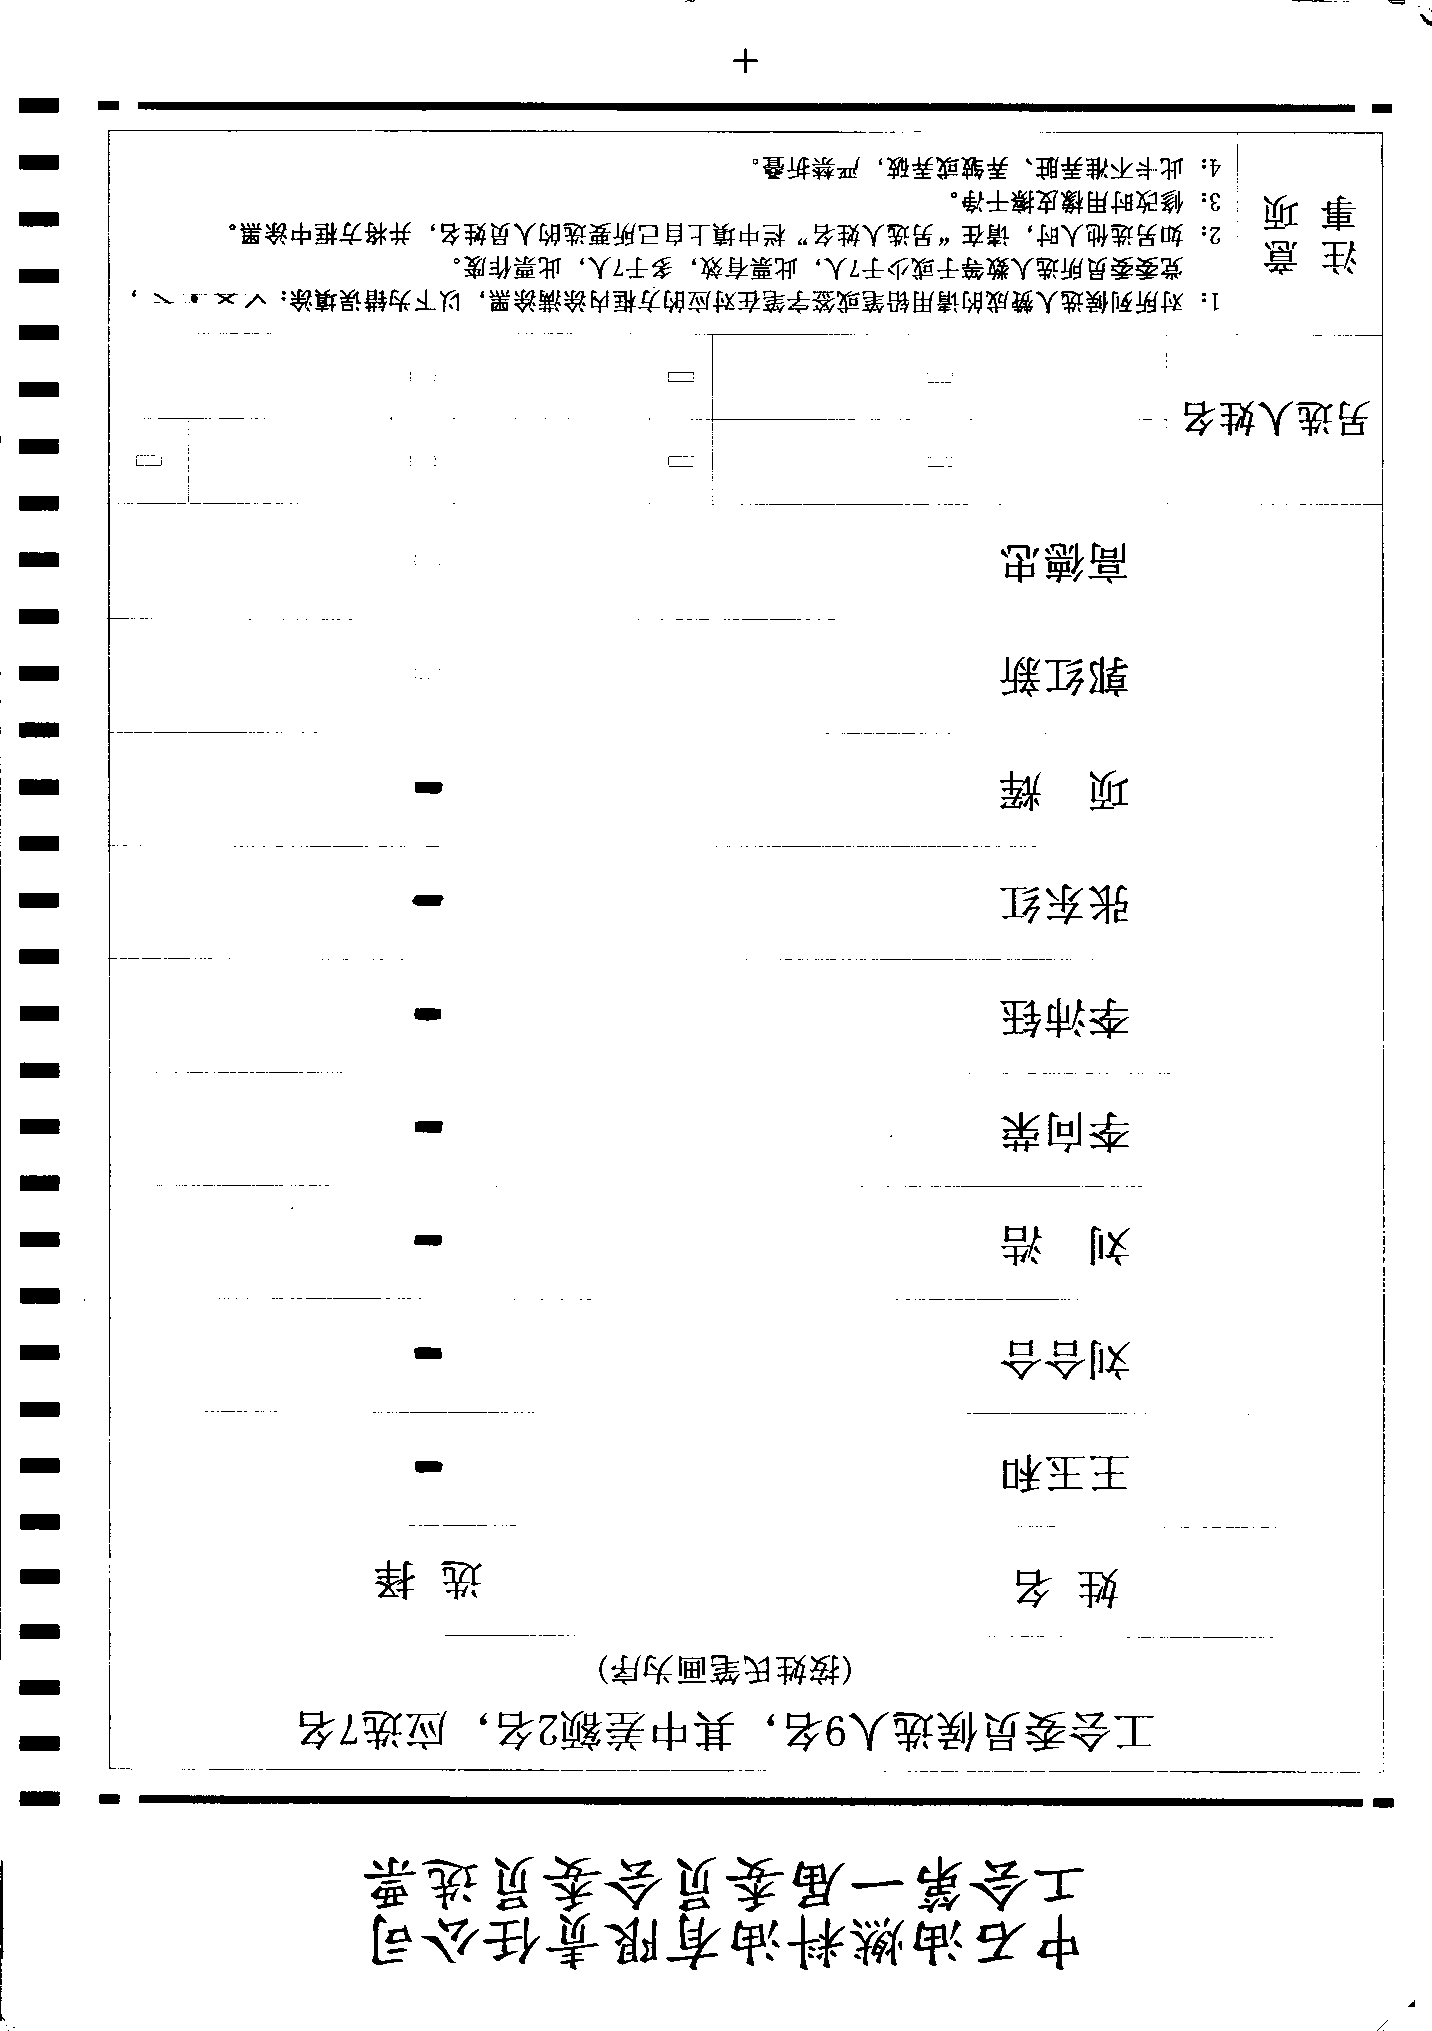 中石油燃料油有限责任公司
工会第一届委员会委员选票
工会委员候选人9名，其中差额2名，应选7名
(按姓氏笔画为序)
姓 名 选 择
王玉和
刘合合
刘 浩
李向荣
李沛钰
张东红
项 辉
郭红新
高德忠
另选人姓名
注 意
事 项
1：对所列候选人赞成的请用铅笔或签字笔在对应的方框内涂满涂黑，以下为错误填涂：
党委委员所选人数等于或少于7人，此票有效，多于7人，此票作废。
2：如另选他人时，请在“另选人姓名”栏中填上自己所要选的人员姓名，并将方框中涂黑。
3：修改时用橡皮擦干净。
4：此卡不准弄脏、弄皱或弄破，严禁折叠。